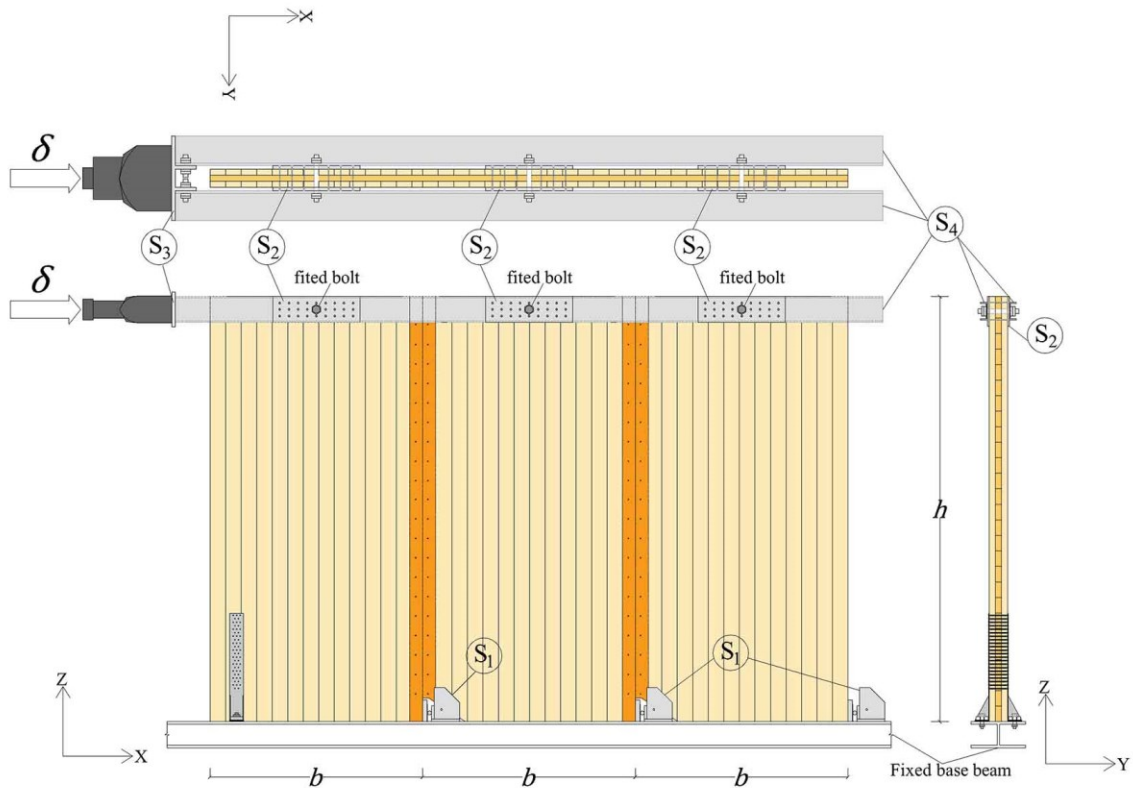 X
Y
δ
S3
S2
S2
S2
S4
δ
fited bolt
fited bolt
fited bolt
S2
h
S1
S1
Z
X
Z
Y
Fixed base beam
b
b
b